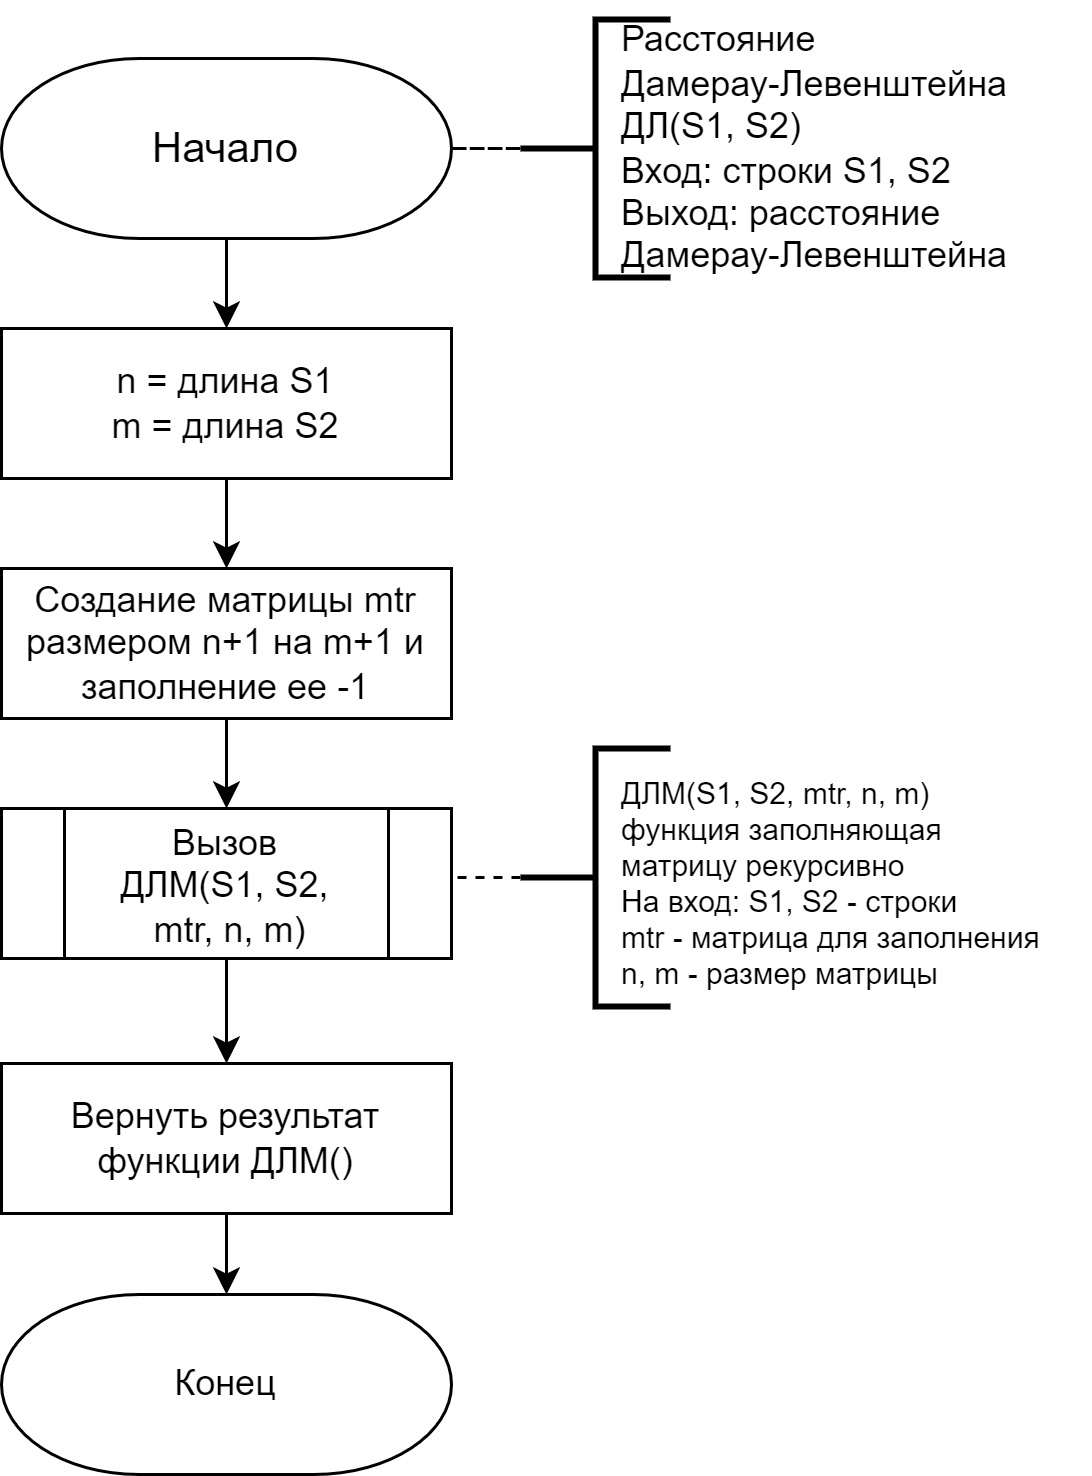 Начало
Расстояние
Дамерау-Левенштейна
ДЛ(S1, S2)
Вход: строки S1, S2
Выход: расстояние
Дамерау-Левенштейна
n = длина S1
m = длина S2
Создание матрицы mtr
размером n+1 на m+1 и
заполнение ее -1
Вызов
ДЛМ(S1, S2,
mtr, n, m)
ДЛМ(S1, S2, mtr, n, m)
функция заполняющая
матрицу рекурсивно
На вход: S1, S2 - строки
mtr - матрица для заполнения
n, m - размер матрицы
Вернуть результат
функции ДЛМ()
Конец